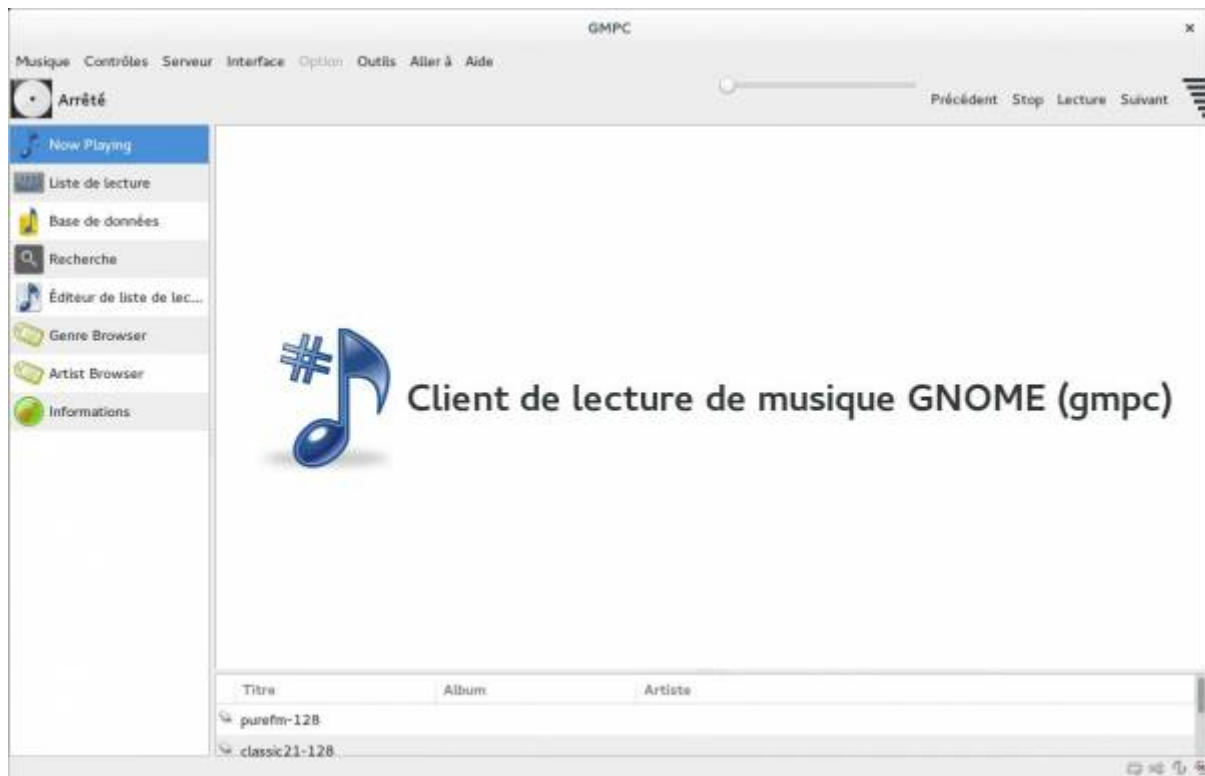 GMPC
Musique Contrôles Serveur Interface Option Outils Aller à Aide
Arrêté
Précédent Stop Lecture Suivant
Now Playing
Liste de lecture
Base de données
Recherche
Éditeur de liste de lec...
Genre Browser
Artist Browser
Informations
Client de lecture de musique GNOME (gmpc)
Titre Album Artiste
purefm-128
classic21-128